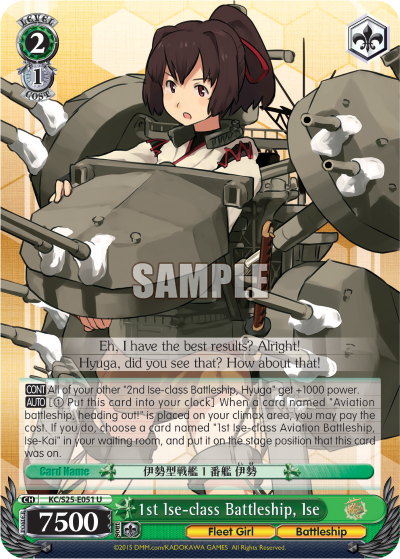 LEVEL
2
1
COST
SAMPLE
Eh, I have the best results? Alright!
Hyuga, did you see that? How about that!
CONT All of your other "2nd Ise-class Battleship, Hyuga" get +1000 power.
AUTO [① Put this card into your clock] When a card named "Aviation
battleship, heading out!" is placed on your climax area, you may pay the
cost. If you do, choose a card named "1st Ise-class Aviation Battleship,
Ise-Kai" in your waiting room, and put it on the stage position that this card
was on.
Card Name 伊勢型戦艦1番艦 伊勢
CH KC/S25-E051 U
POWER 7500 SOUL
1st Ise-class Battleship, Ise
Fleet Girl Battleship
©2015 DMM.com/KADOKAWA GAMES All Rights Reserved.